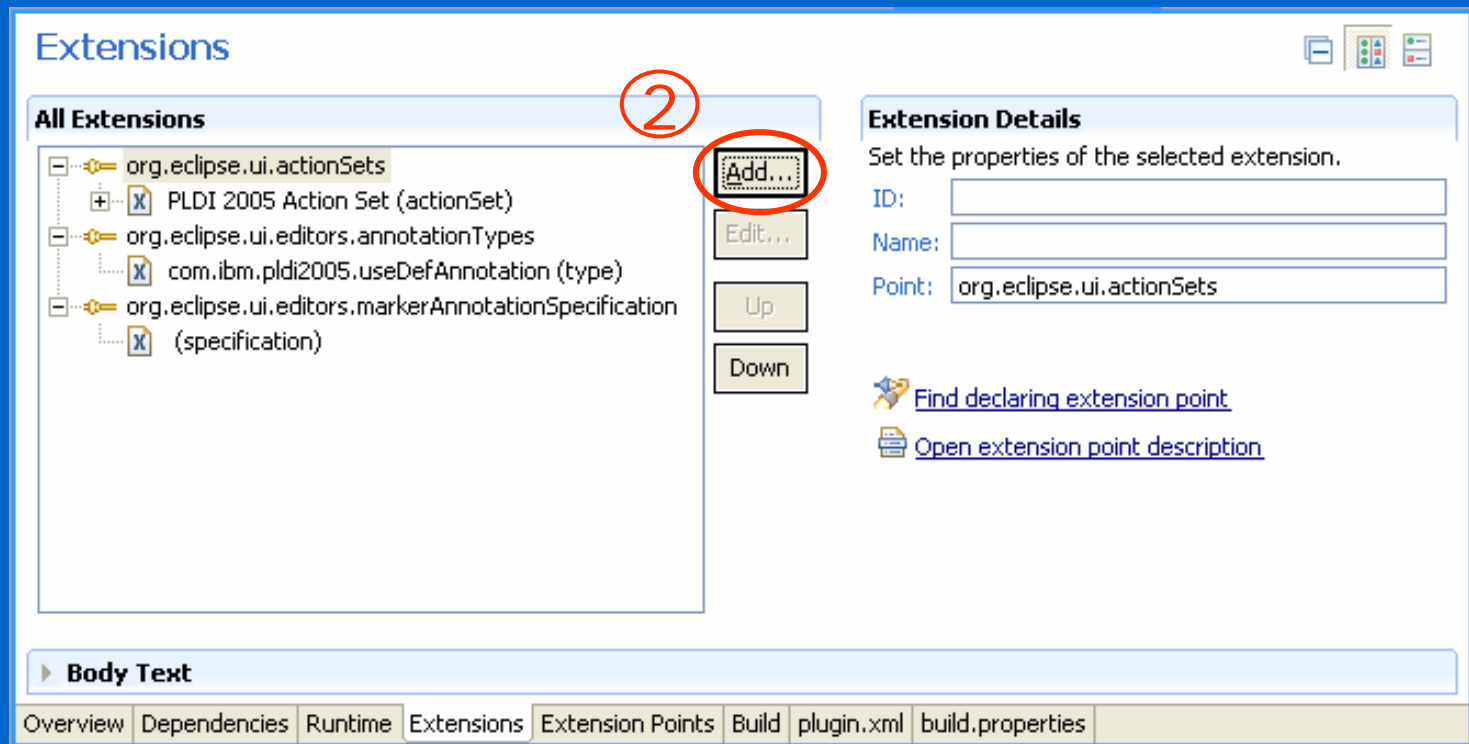 Extensions
②
All Extensions
org.eclipse.ui.actionSets
PLDI 2005 Action Set (actionSet)
org.eclipse.ui.editors.annotationTypes
com.ibm.pldi2005.useDefAnnotation (type)
org.eclipse.ui.editors.markerAnnotationSpecification
(specification)
Add...
Edit...
Up
Down
Extension Details
Set the properties of the selected extension.
ID:
Name:
Point: org.eclipse.ui.actionSets
Find declaring extension point
Open extension point description
Body Text
Overview Dependencies Runtime Extensions Extension Points Build plugin.xml build.properties